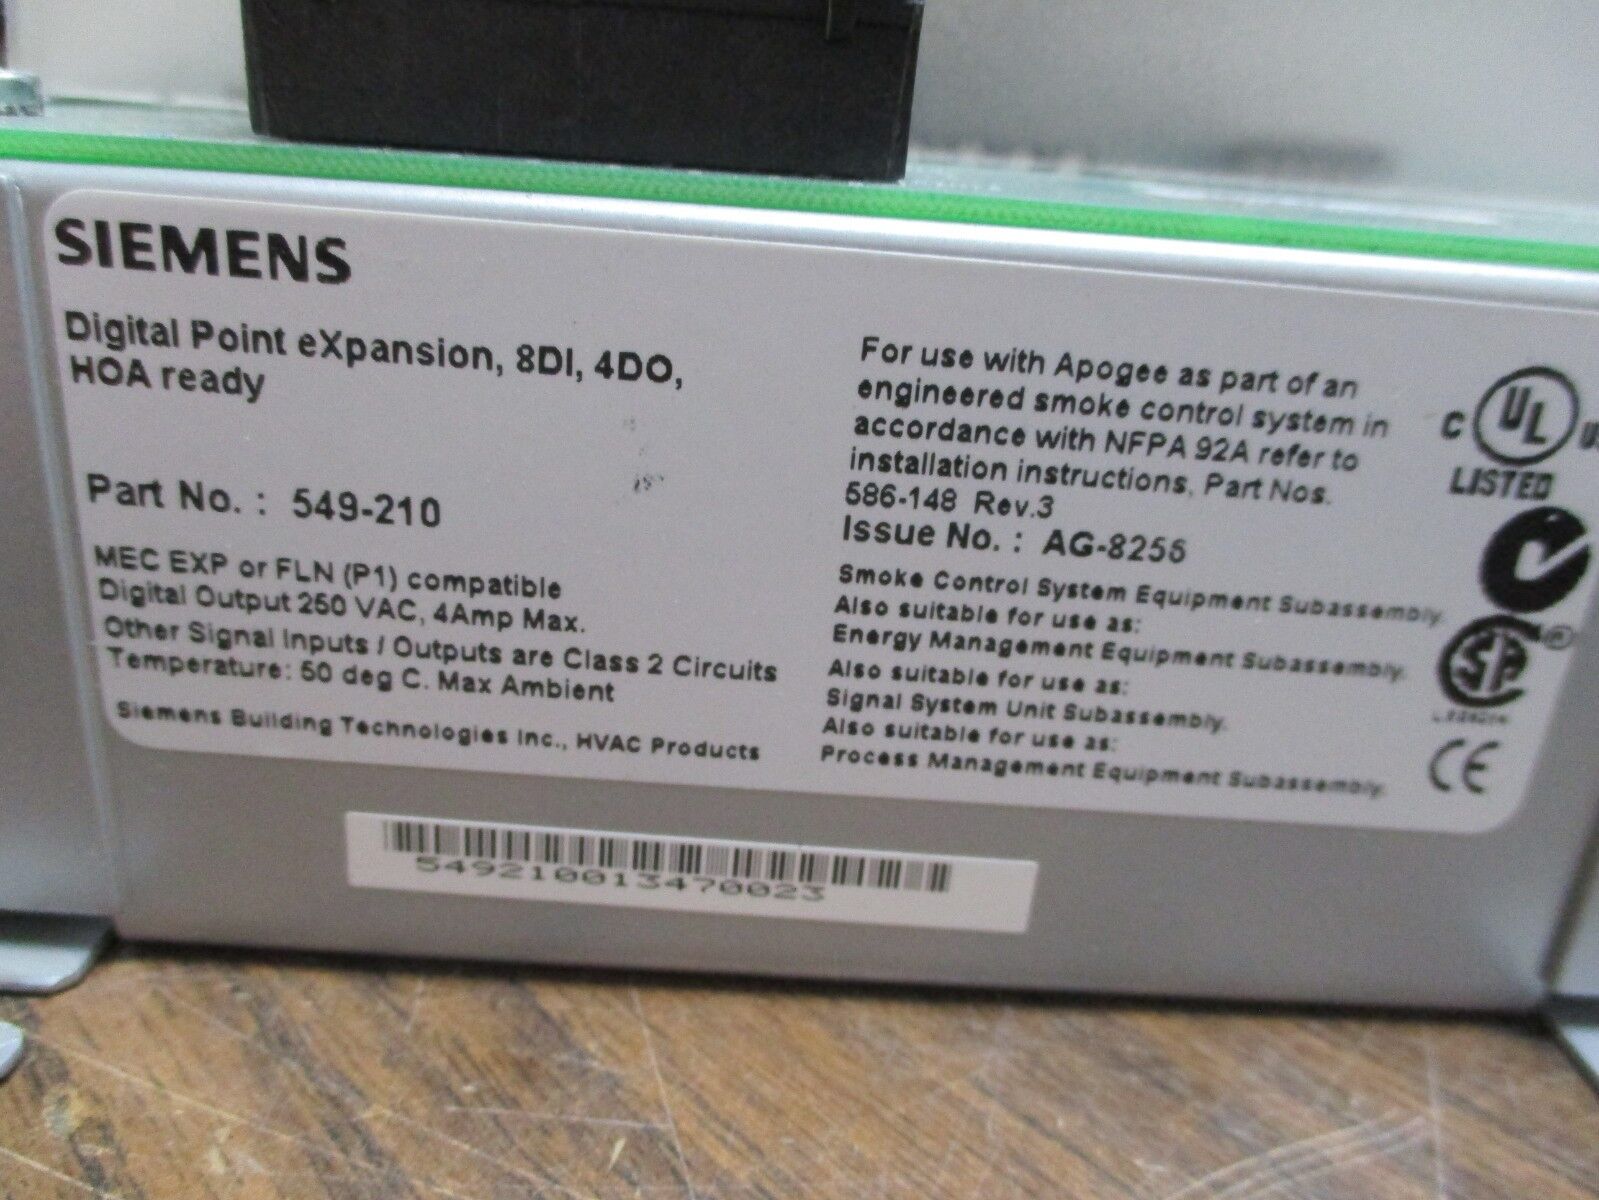 SIEMENS
Digital Point eXpansion, 8DI, 4DO,
HOA ready
Part No. : 549-210
MEC EXP or FLN (P1) compatible
Digital Output 250 VAC, 4Amp Max.
Other Signal Inputs / Outputs are Class 2 Circuits
Temperature: 50 deg C. Max Ambient
Siemens Building Technologies Inc., HVAC Products
For use with Apogee as part of an
engineered smoke control system in
accordance with NFPA 92A refer to
installation instructions, Part Nos.
586-148 Rev.3
Issue No. : AG-8255
Smoke Control System Equipment Subassembly.
Also suitable for use as:
Energy Management Equipment Subassembly.
Also suitable for use as:
Signal System Unit Subassembly.
Also suitable for use as:
Process Management Equipment Subassembly.
C UL US
LISTED
SP ®
CE
549210013470023